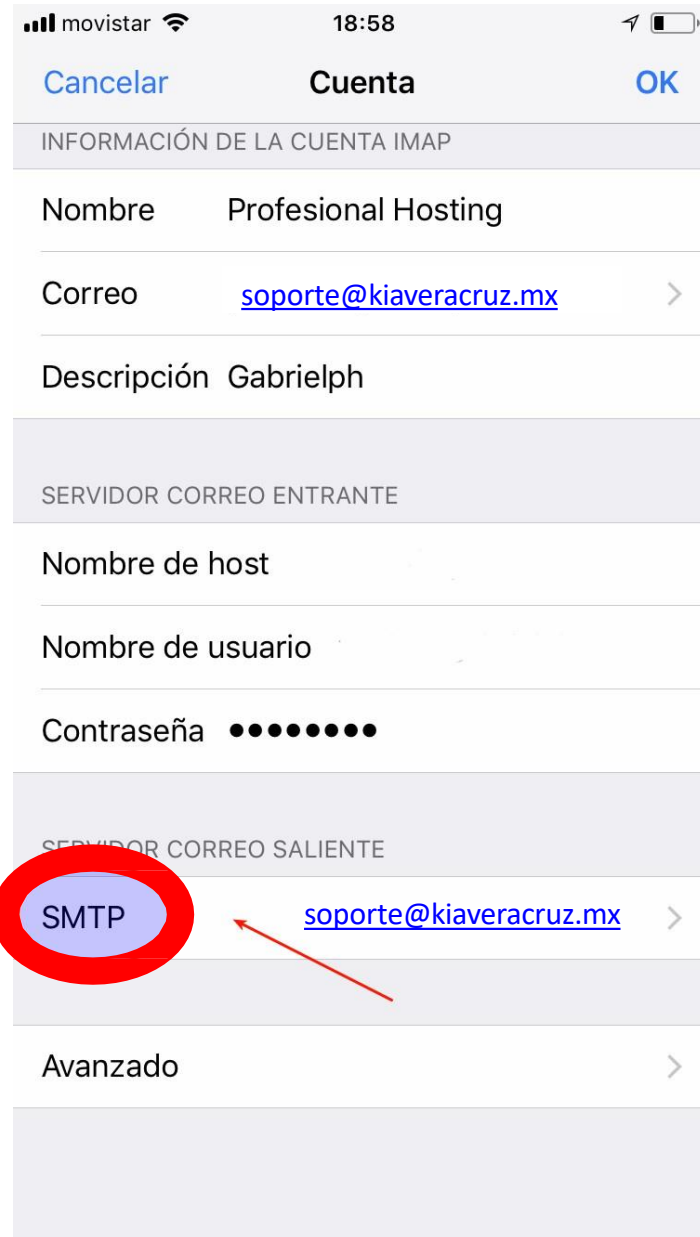 movistar 18:58
Cancelar Cuenta OK
INFORMACIÓN DE LA CUENTA IMAP
Nombre Profesional Hosting
Correo soporte@kiaveracruz.mx
Descripción Gabrielph
SERVIDOR CORREO ENTRANTE
Nombre de host
Nombre de usuario
Contraseña ●●●●●●●●
SERVIDOR CORREO SALIENTE
SMTP soporte@kiaveracruz.mx
Avanzado